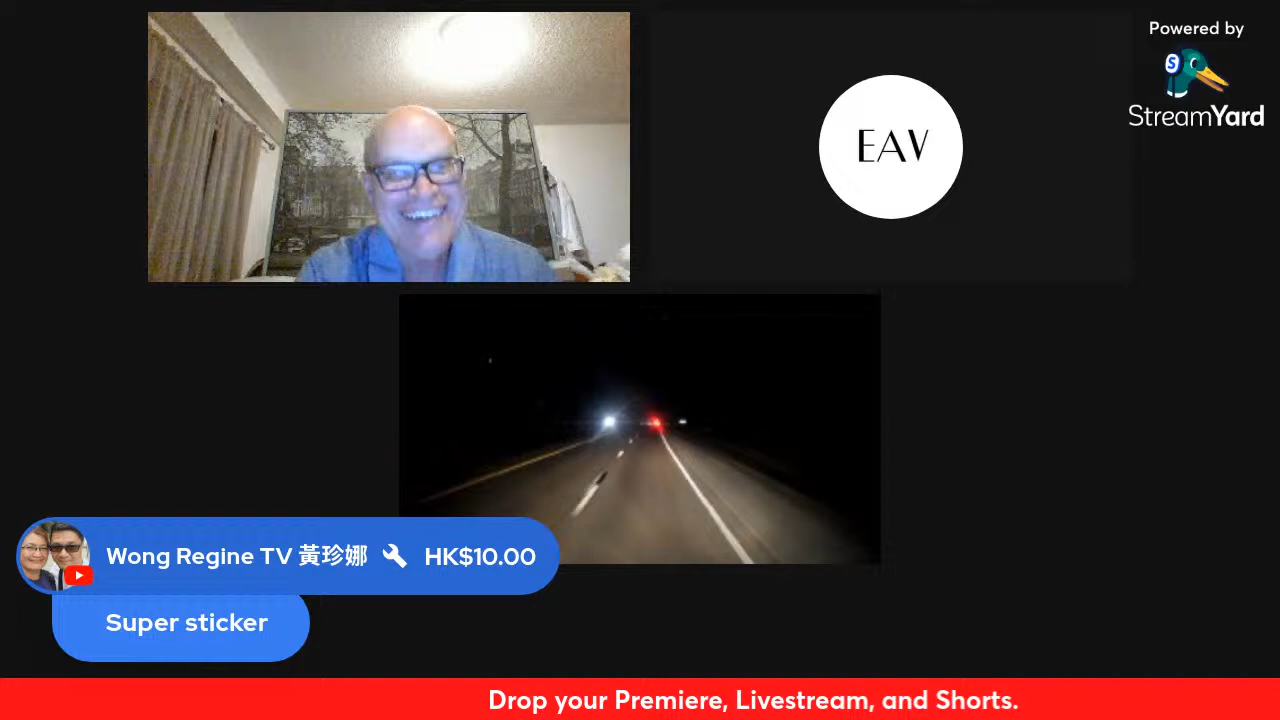 Powered by
S
StreamYard
EAV
Wong Regine TV 黃珍娜 HK$10.00
Super sticker
Drop your Premiere, Livestream, and Shorts.